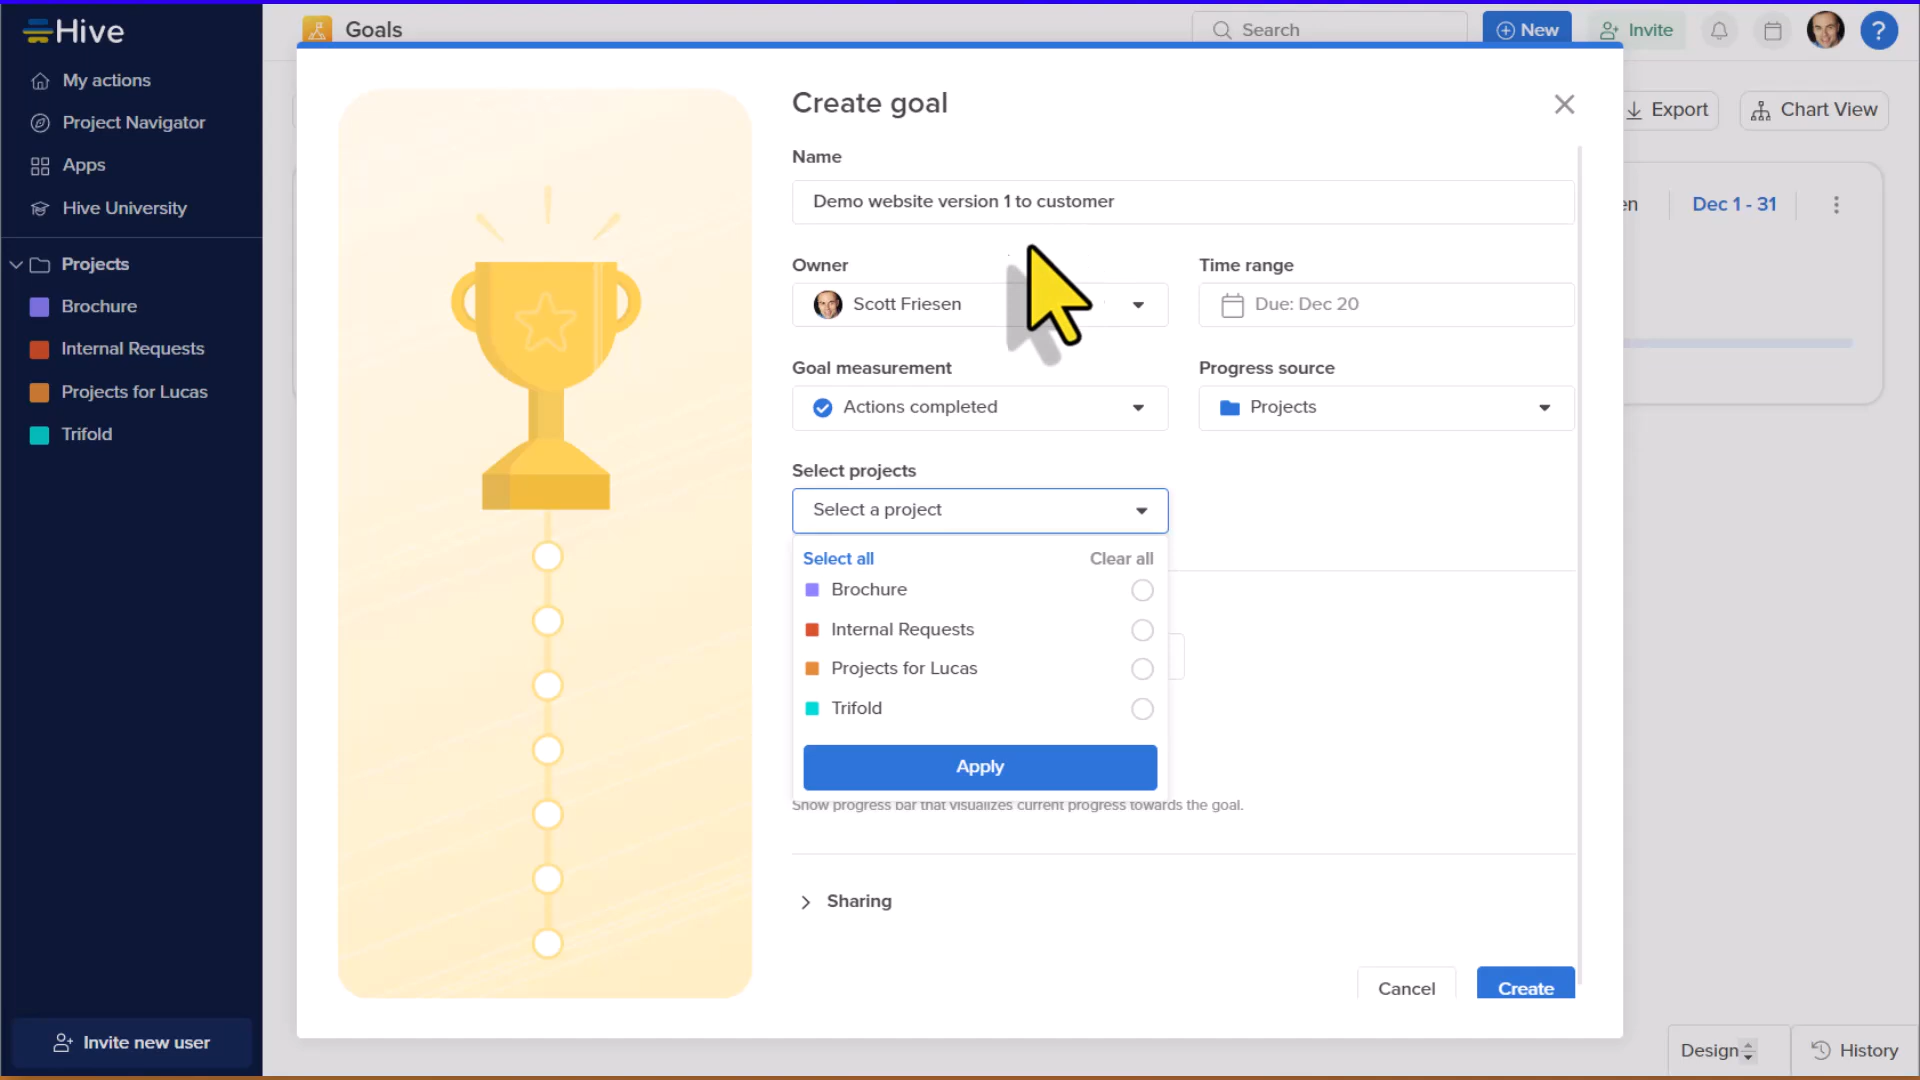 Hive
My actions
Project Navigator
Apps
Hive University
Projects
Brochure
Internal Requests
Projects for Lucas
Trifold
Invite new user
Goals
Search
New
Invite
?
Export
Chart View
en
Dec 1 - 31
Create goal
Name
Demo website version 1 to customer
Owner
Time range
Scott Friesen
Due: Dec 20
Goal measurement
Progress source
Actions completed
Projects
Select projects
Select a project
Select all
Clear all
Brochure
Internal Requests
Projects for Lucas
Trifold
Apply
Show progress bar that visualizes current progress towards the goal.
Sharing
Cancel
Create
Design
History